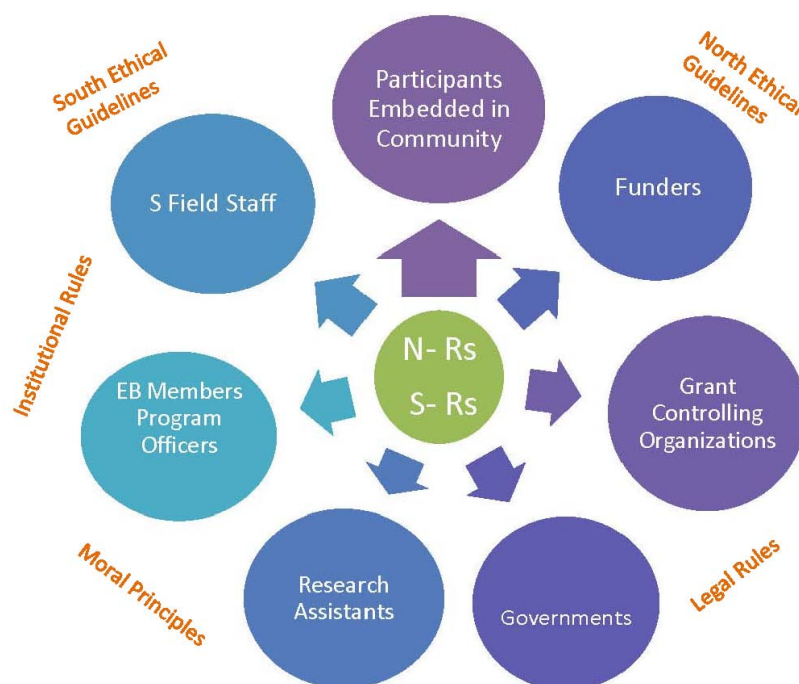 South Ethical
Guidelines
Participants
Embedded in
Community
North Ethical
Guidelines
S Field Staff
Funders
Institutional Rules
N- Rs
S- Rs
EB Members
Program
Officers
Grant
Controlling
Organizations
Moral Principles
Research
Assistants
Governments
Legal Rules